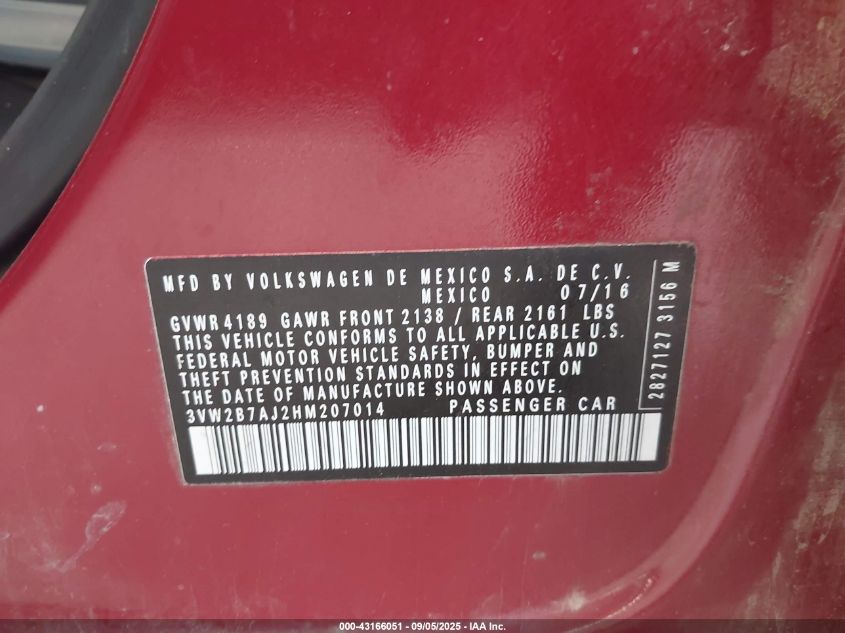 MFD BY VOLKSWAGEN DE MEXICO S.A. DE C.V.
MEXICO 07/16
GVWR 4189 GAWR FRONT 2138 / REAR 2161 LBS
THIS VEHICLE CONFORMS TO ALL APPLICABLE U.S.
FEDERAL MOTOR VEHICLE SAFETY, BUMPER AND
THEFT PREVENTION STANDARDS IN EFFECT ON
THE DATE OF MANUFACTURE SHOWN ABOVE.
3VW2B7AJ2HM207014 PASSENGER CAR
2827127 3156 M
000-43166051 - 09/05/2025 - IAA Inc.